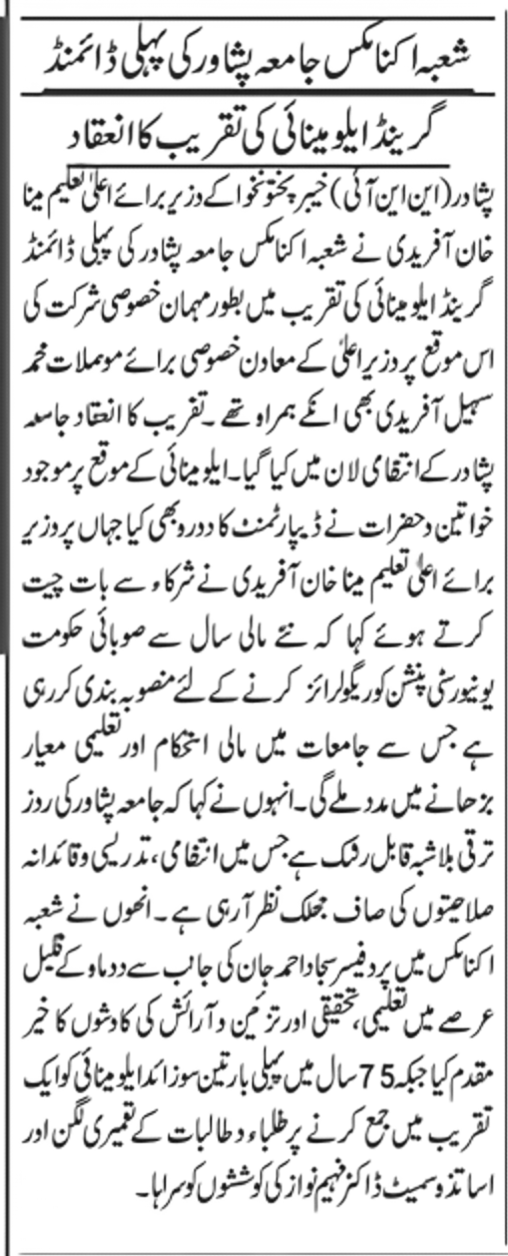 شعبہ اکنامکس جامعہ پشاور کی پہلی ڈائمنڈ
گرینڈ ایلومینائی کی تقریب کا انعقاد
پشاور (این این آئی) خیبر پختونخوا کے وزیر برائے اعلیٰ تعلیم مینا
خان آفریدی نے شعبہ اکنامکس جامعہ پشاور کی پہلی ڈائمنڈ
گرینڈ ایلومینائی کی تقریب میں بطور مہمان خصوصی شرکت کی
اس موقع پر وزیر اعلیٰ کے معاون خصوصی برائے موصلات محمد
سہیل آفریدی بھی انکے ہمراہ تھے ۔تقریب کا انعقاد جامعہ
پشاور کے انتظامی لان میں کیا گیا۔ایلومینائی کے موقع پر موجود
خواتین وحضرات نے ڈیپارٹمنٹ کا دورہ بھی کیا جہاں پر وزیر
برائے اعلیٰ تعلیم مینا خان آفریدی نے شرکاء سے بات چیت
کرتے ہوئے کہا کہ نئے مالی سال سے صوبائی حکومت
یونیورسٹی پنشن کو ریگولرائز کرنے کے لئے منصوبہ بندی کررہی
ہے جس سے جامعات میں مالی استحکام اور تعلیمی معیار
بڑھانے میں مدد ملے گی۔انہوں نے کہا کہ جامعہ پشاور کی روز
ترقی بلاشبہ قابل رشک ہے جس میں انتظامی، تدریسی وقائدانہ
صلاحیتوں کی صاف جھلک نظر آرہی ہے ۔انھوں نے شعبہ
اکنامکس میں پروفیسر سجاد احمد جان کی جانب سے دو ماہ کے قلیل
عرصے میں تعلیمی، تحقیقی اور تزئین و آرائش کی کاوشوں کا خیر
مقدم کیا جبکہ 75 سال میں پہلی بار تین سو زائد ایلومینائی کو ایک
تقریب میں جمع کرنے پر طلباء و طالبات کے تعمیری لگن اور
اساتذہ سمیت ڈاکٹر فہیم نواز کی کوششوں کو سراہا۔